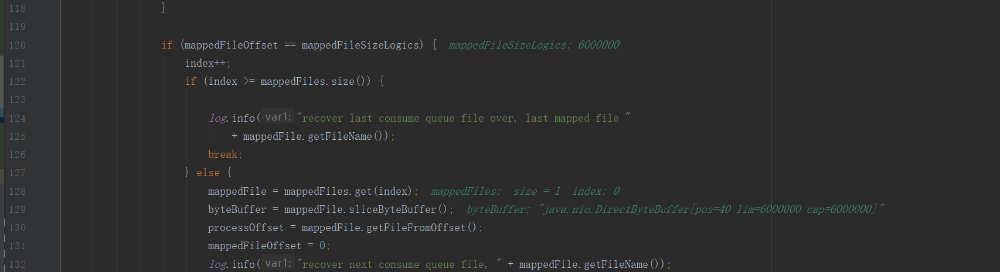 118 }
119
120 if (mappedFileOffset == mappedFileSizeLogics) { mappedFileSizeLogics: 6000000
121 index++;
122 if (index >= mappedFiles.size()) {
123
124 log.info( var1: "recover last consume queue file over, last mapped file "
125 + mappedFile.getFileName());
126 break;
127 } else {
128 mappedFile = mappedFiles.get(index); mappedFiles: size = 1 index: 0
129 byteBuffer = mappedFile.sliceByteBuffer(); byteBuffer: "java.nio.DirectByteBuffer[pos=40 lim=6000000 cap=6000000]"
130 processOffset = mappedFile.getFileFromOffset();
131 mappedFileOffset = 0;
132 log.info( var1: "recover next consume queue file, " + mappedFile.getFileName());